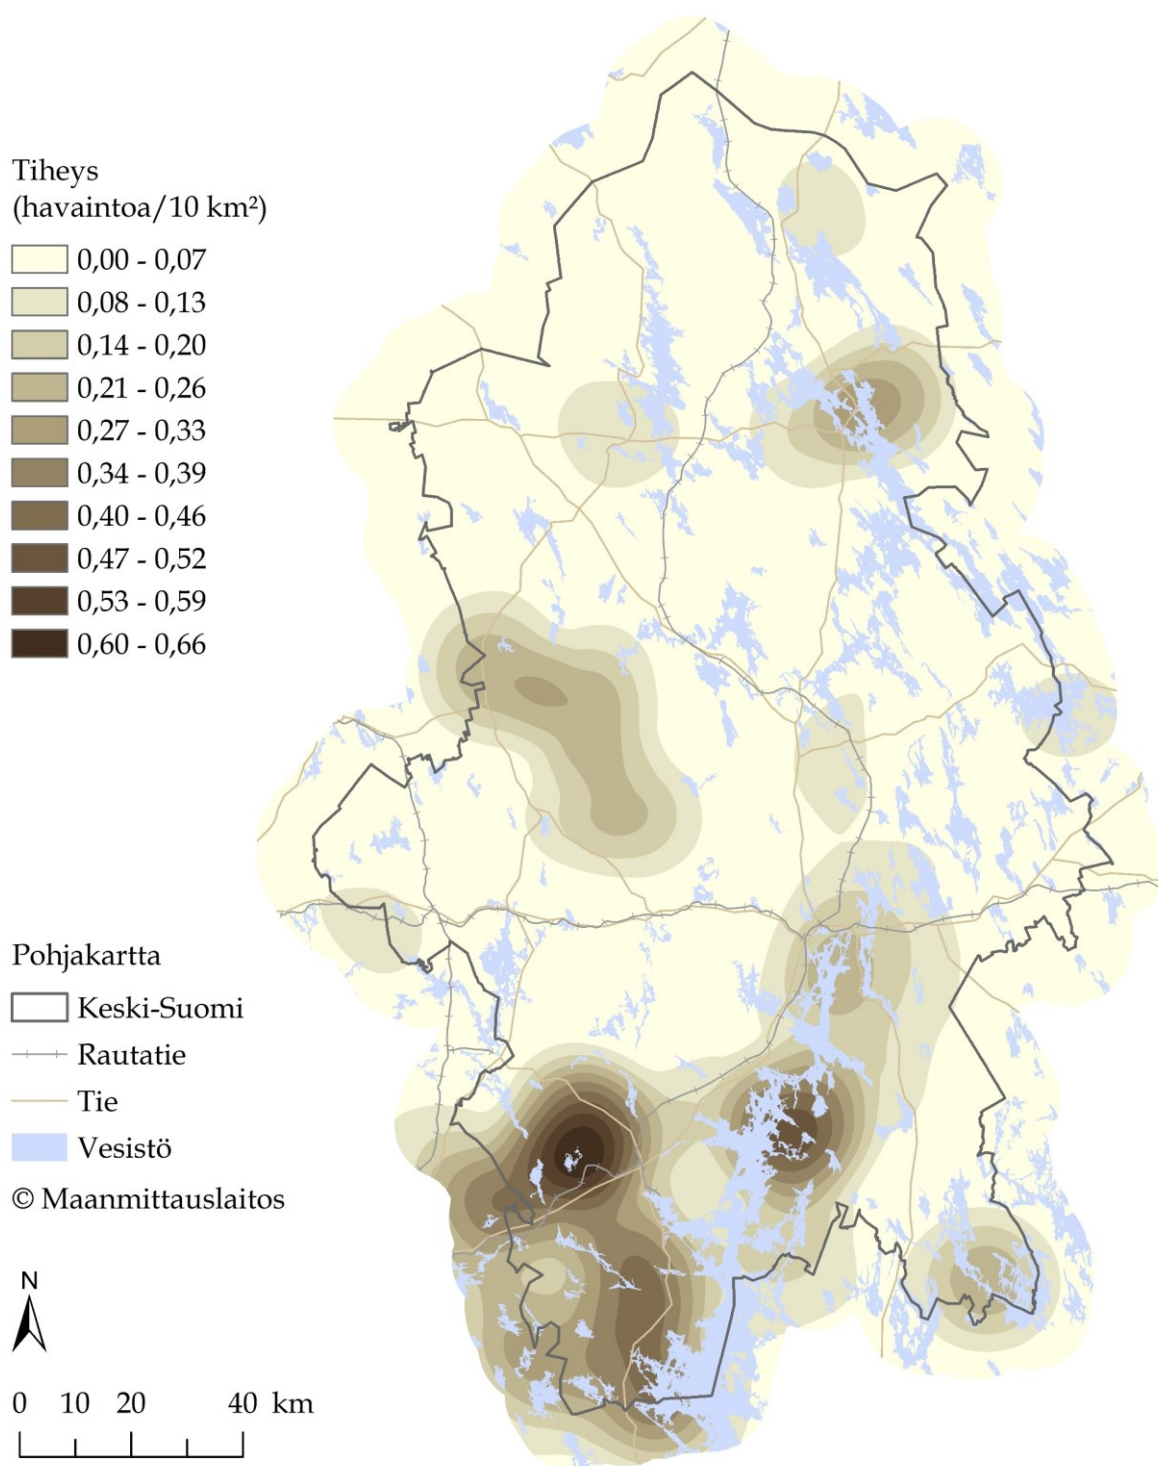 Tiheys
(havaintoa/10 km²)
0,00 - 0,07
0,08 - 0,13
0,14 - 0,20
0,21 - 0,26
0,27 - 0,33
0,34 - 0,39
0,40 - 0,46
0,47 - 0,52
0,53 - 0,59
0,60 - 0,66
Pohjakartta
Keski-Suomi
Rautatie
Tie
Vesistö
© Maanmittauslaitos
N
0 10 20 40 km